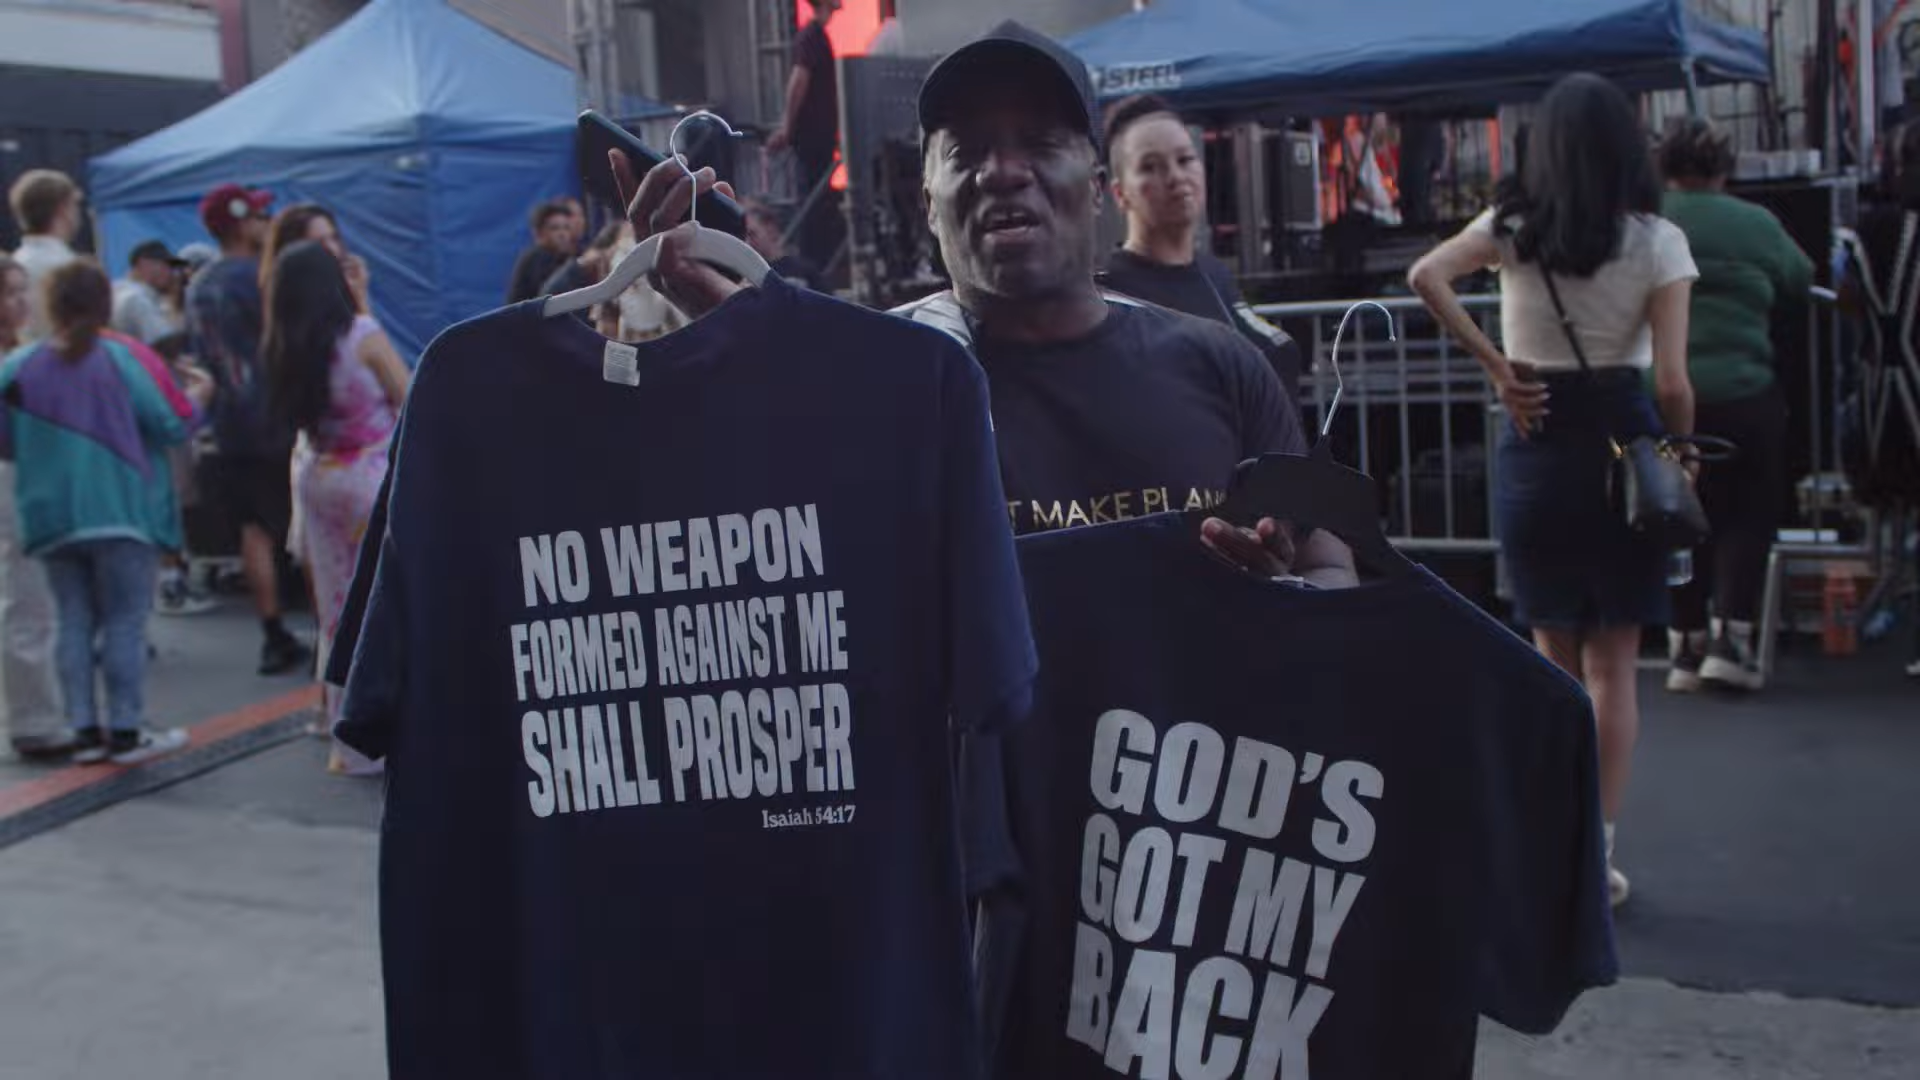 STEEL
T MAKE PLAN
NO WEAPON
FORMED AGAINST ME
SHALL PROSPER
Isaiah 54:17
GOD'S
GOT MY
BACK